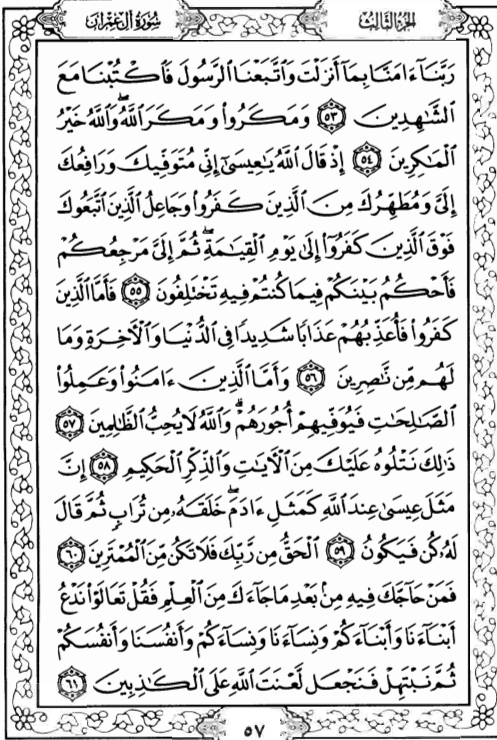 سُورَةُ آلِ عِمْرَان الجزء الثالث
رَبَّنَآ ءَامَنَّا بِمَآ أَنزَلْتَ وَٱتَّبَعْنَا ٱلرَّسُولَ فَٱكْتُبْنَا مَعَ
ٱلشَّٰهِدِينَ ٥٣ وَمَكَرُوا۟ وَمَكَرَ ٱللَّهُ ۖ وَٱللَّهُ خَيْرُ
ٱلْمَٰكِرِينَ ٥٤ إِذْ قَالَ ٱللَّهُ يَٰعِيسَىٰٓ إِنِّى مُتَوَفِّيكَ وَرَافِعُكَ
إِلَىَّ وَمُطَهِّرُكَ مِنَ ٱلَّذِينَ كَفَرُوا۟ وَجَاعِلُ ٱلَّذِينَ ٱتَّبَعُوكَ
فَوْقَ ٱلَّذِينَ كَفَرُوٓا۟ إِلَىٰ يَوْمِ ٱلْقِيَٰمَةِ ۖ ثُمَّ إِلَىَّ مَرْجِعُكُمْ
فَأَحْكُمُ بَيْنَكُمْ فِيمَا كُنتُمْ فِيهِ تَخْتَلِفُونَ ٥٥ فَأَمَّا ٱلَّذِينَ
كَفَرُوا۟ فَأُعَذِّبُهُمْ عَذَابًا شَدِيدًا فِى ٱلدُّنْيَا وَٱلْءَاخِرَةِ وَمَا
لَهُم مِّن نَّٰصِرِينَ ٥٦ وَأَمَّا ٱلَّذِينَ ءَامَنُوا۟ وَعَمِلُوا۟
ٱلصَّٰلِحَٰتِ فَيُوَفِّيهِمْ أُجُورَهُمْ ۗ وَٱللَّهُ لَا يُحِبُّ ٱلظَّٰلِمِينَ ٥٧
ذَٰلِكَ نَتْلُوهُ عَلَيْكَ مِنَ ٱلْءَايَٰتِ وَٱلذِّكْرِ ٱلْحَكِيمِ ٥٨ إِنَّ
مَثَلَ عِيسَىٰ عِندَ ٱللَّهِ كَمَثَلِ ءَادَمَ ۖ خَلَقَهُۥ مِن تُرَابٍ ثُمَّ قَالَ
لَهُۥ كُن فَيَكُونُ ٥٩ ٱلْحَقُّ مِن رَّبِّكَ فَلَا تَكُن مِّنَ ٱلْمُمْتَرِينَ ٦٠
فَمَنْ حَآجَّكَ فِيهِ مِنۢ بَعْدِ مَا جَآءَكَ مِنَ ٱلْعِلْمِ فَقُلْ تَعَالَوْا۟ نَدْعُ
أَبْنَآءَنَا وَأَبْنَآءَكُمْ وَنِسَآءَنَا وَنِسَآءَكُمْ وَأَنفُسَنَا وَأَنفُسَكُمْ
ثُمَّ نَبْتَهِلْ فَنَجْعَل لَّعْنَتَ ٱللَّهِ عَلَى ٱلْكَٰذِبِينَ ٦١
٥٧